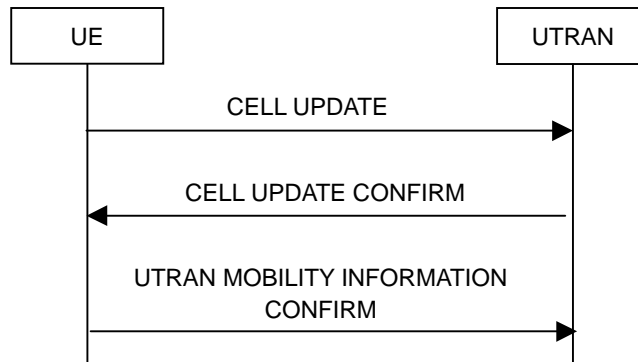 UE
UTRAN
CELL UPDATE
CELL UPDATE CONFIRM
UTRAN MOBILITY INFORMATION
CONFIRM